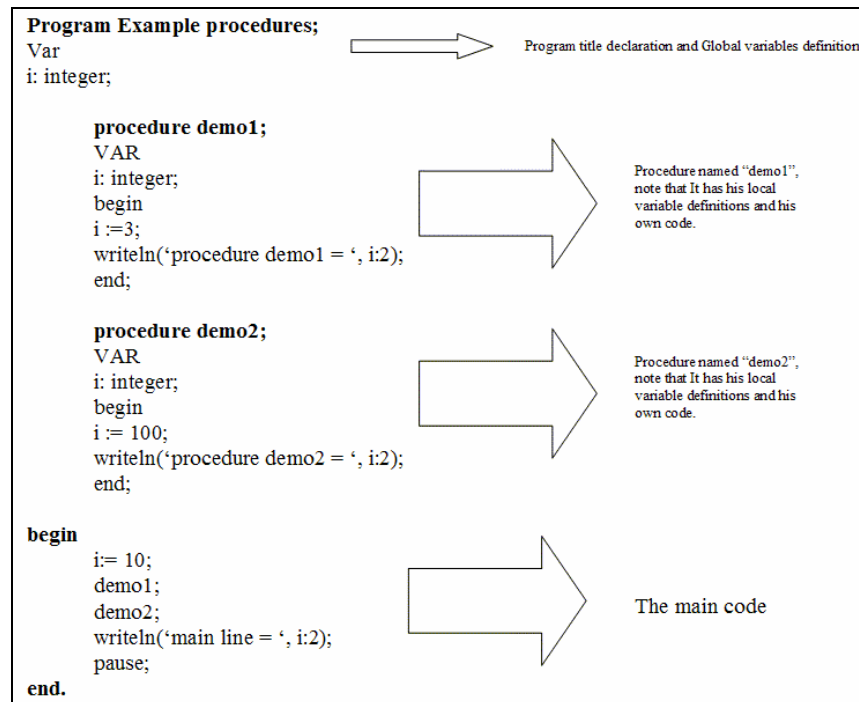 Program Example procedures;
Var
i: integer;
Program title declaration and Global variables definition
procedure demo1;
VAR
i: integer;
begin
i :=3;
writeln(‘procedure demo1 = ‘, i:2);
end;
Procedure named “demo1”,
note that It has his local
variable definitions and his
own code.
procedure demo2;
VAR
i: integer;
begin
i := 100;
writeln(‘procedure demo2 = ‘, i:2);
end;
Procedure named “demo2”,
note that It has his local
variable definitions and his
own code.
begin
i:= 10;
demo1;
demo2;
writeln(‘main line = ‘, i:2);
pause;
end.
The main code